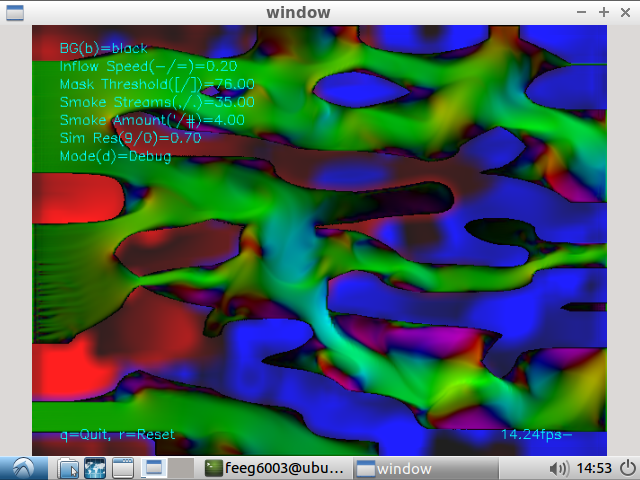 window
BG(b)=black
Inflow Speed(-/=)=0.20
Mask Threshold([/])=76.00
Smoke Streams(,/.)=35.00
Smoke Amount('/#)=4.00
Sim Res(9/0)=0.70
Mode(d)=Debug
q=Quit, r=Reset
14.24fps-
feeg6003@ubu...
window
14:53